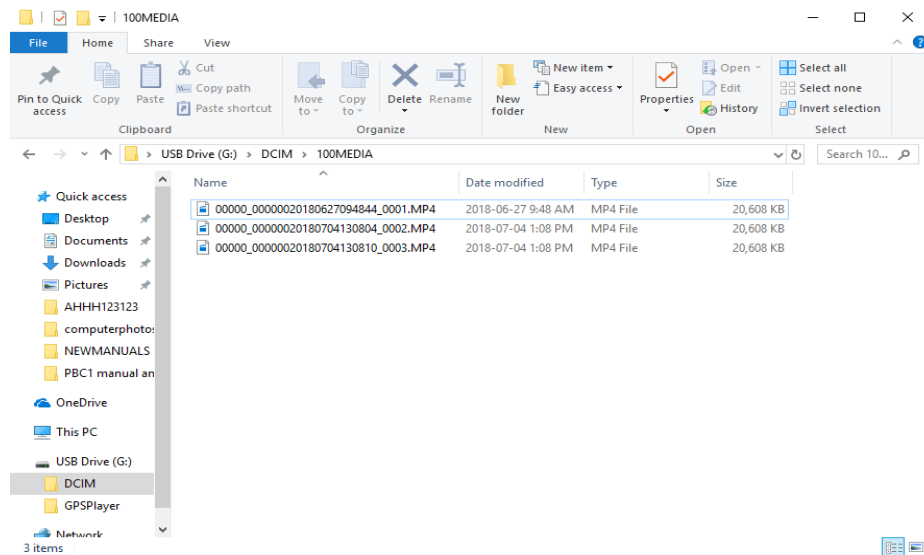 100MEDIA
File Home Share View
Pin to Quick access
Copy
Paste
Cut
Copy path
Paste shortcut
Clipboard
Move to
Copy to
Delete
Rename
Organize
New folder
New item
Easy access
New
Properties
Open
Edit
History
Open
Select all
Select none
Invert selection
Select
USB Drive (G:) > DCIM > 100MEDIA
Search 10...
Quick access
Desktop
Documents
Downloads
Pictures
AHHH123123
computerphoto
NEWMANUALS
PBC1 manual an
OneDrive
This PC
USB Drive (G:)
DCIM
GPSPlayer
Network
Name Date modified Type Size
00000_00000020180627094844_0001.MP4 2018-06-27 9:48 AM MP4 File 20,608 KB
00000_00000020180704130804_0002.MP4 2018-07-04 1:08 PM MP4 File 20,608 KB
00000_00000020180704130810_0003.MP4 2018-07-04 1:08 PM MP4 File 20,608 KB
3 items